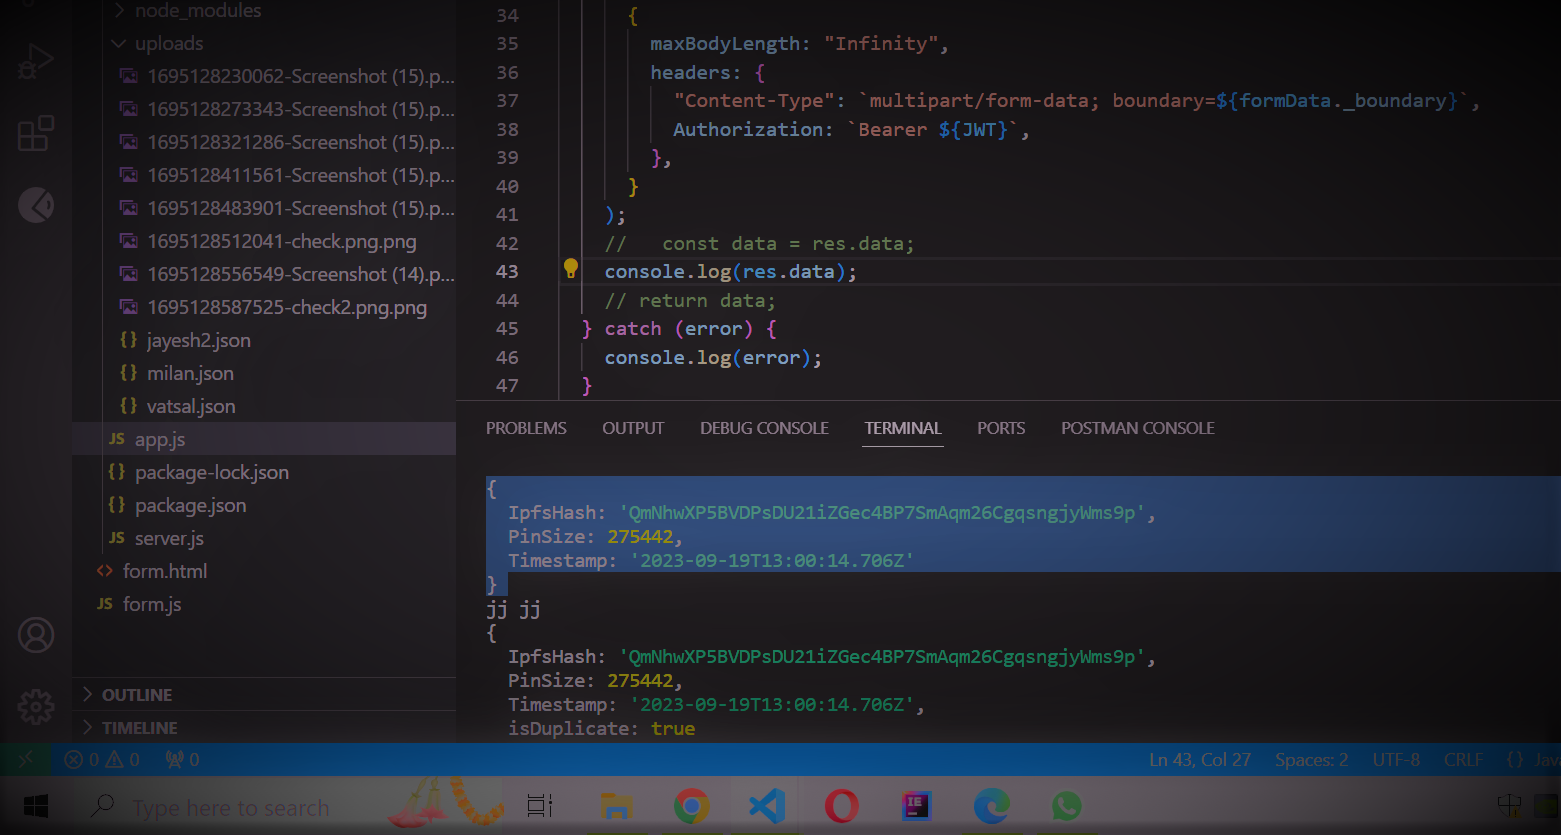 node_modules
uploads
1695128230062-Screenshot (15).p...
1695128273343-Screenshot (15).p...
1695128321286-Screenshot (15).p...
1695128411561-Screenshot (15).p...
1695128483901-Screenshot (15).p...
1695128512041-check.png.png
1695128556549-Screenshot (14).p...
1695128587525-check2.png.png
{} jayesh2.json
{} milan.json
{} vatsal.json
JS app.js
{} package-lock.json
{} package.json
JS server.js
<> form.html
JS form.js
OUTLINE
TIMELINE
34 {
35 maxBodyLength: "Infinity",
36 headers: {
37 "Content-Type": `multipart/form-data; boundary=${formData._boundary}`,
38 Authorization: `Bearer ${JWT}`,
39 },
40 }
41 );
42 //   const data = res.data;
43 console.log(res.data);
44 // return data;
45 } catch (error) {
46 console.log(error);
47 }
PROBLEMS OUTPUT DEBUG CONSOLE TERMINAL PORTS POSTMAN CONSOLE
{
IpfsHash: 'QmNhwXP5BVDPsDU21iZGec4BP7SmAqm26CgqsngjyWms9p',
PinSize: 275442,
Timestamp: '2023-09-19T13:00:14.706Z'
}
jj jj
{
IpfsHash: 'QmNhwXP5BVDPsDU21iZGec4BP7SmAqm26CgqsngjyWms9p',
PinSize: 275442,
Timestamp: '2023-09-19T13:00:14.706Z',
isDuplicate: true
0 0 0 Ln 43, Col 27 Spaces: 2 UTF-8 CRLF {} Jav
Type here to search
IE